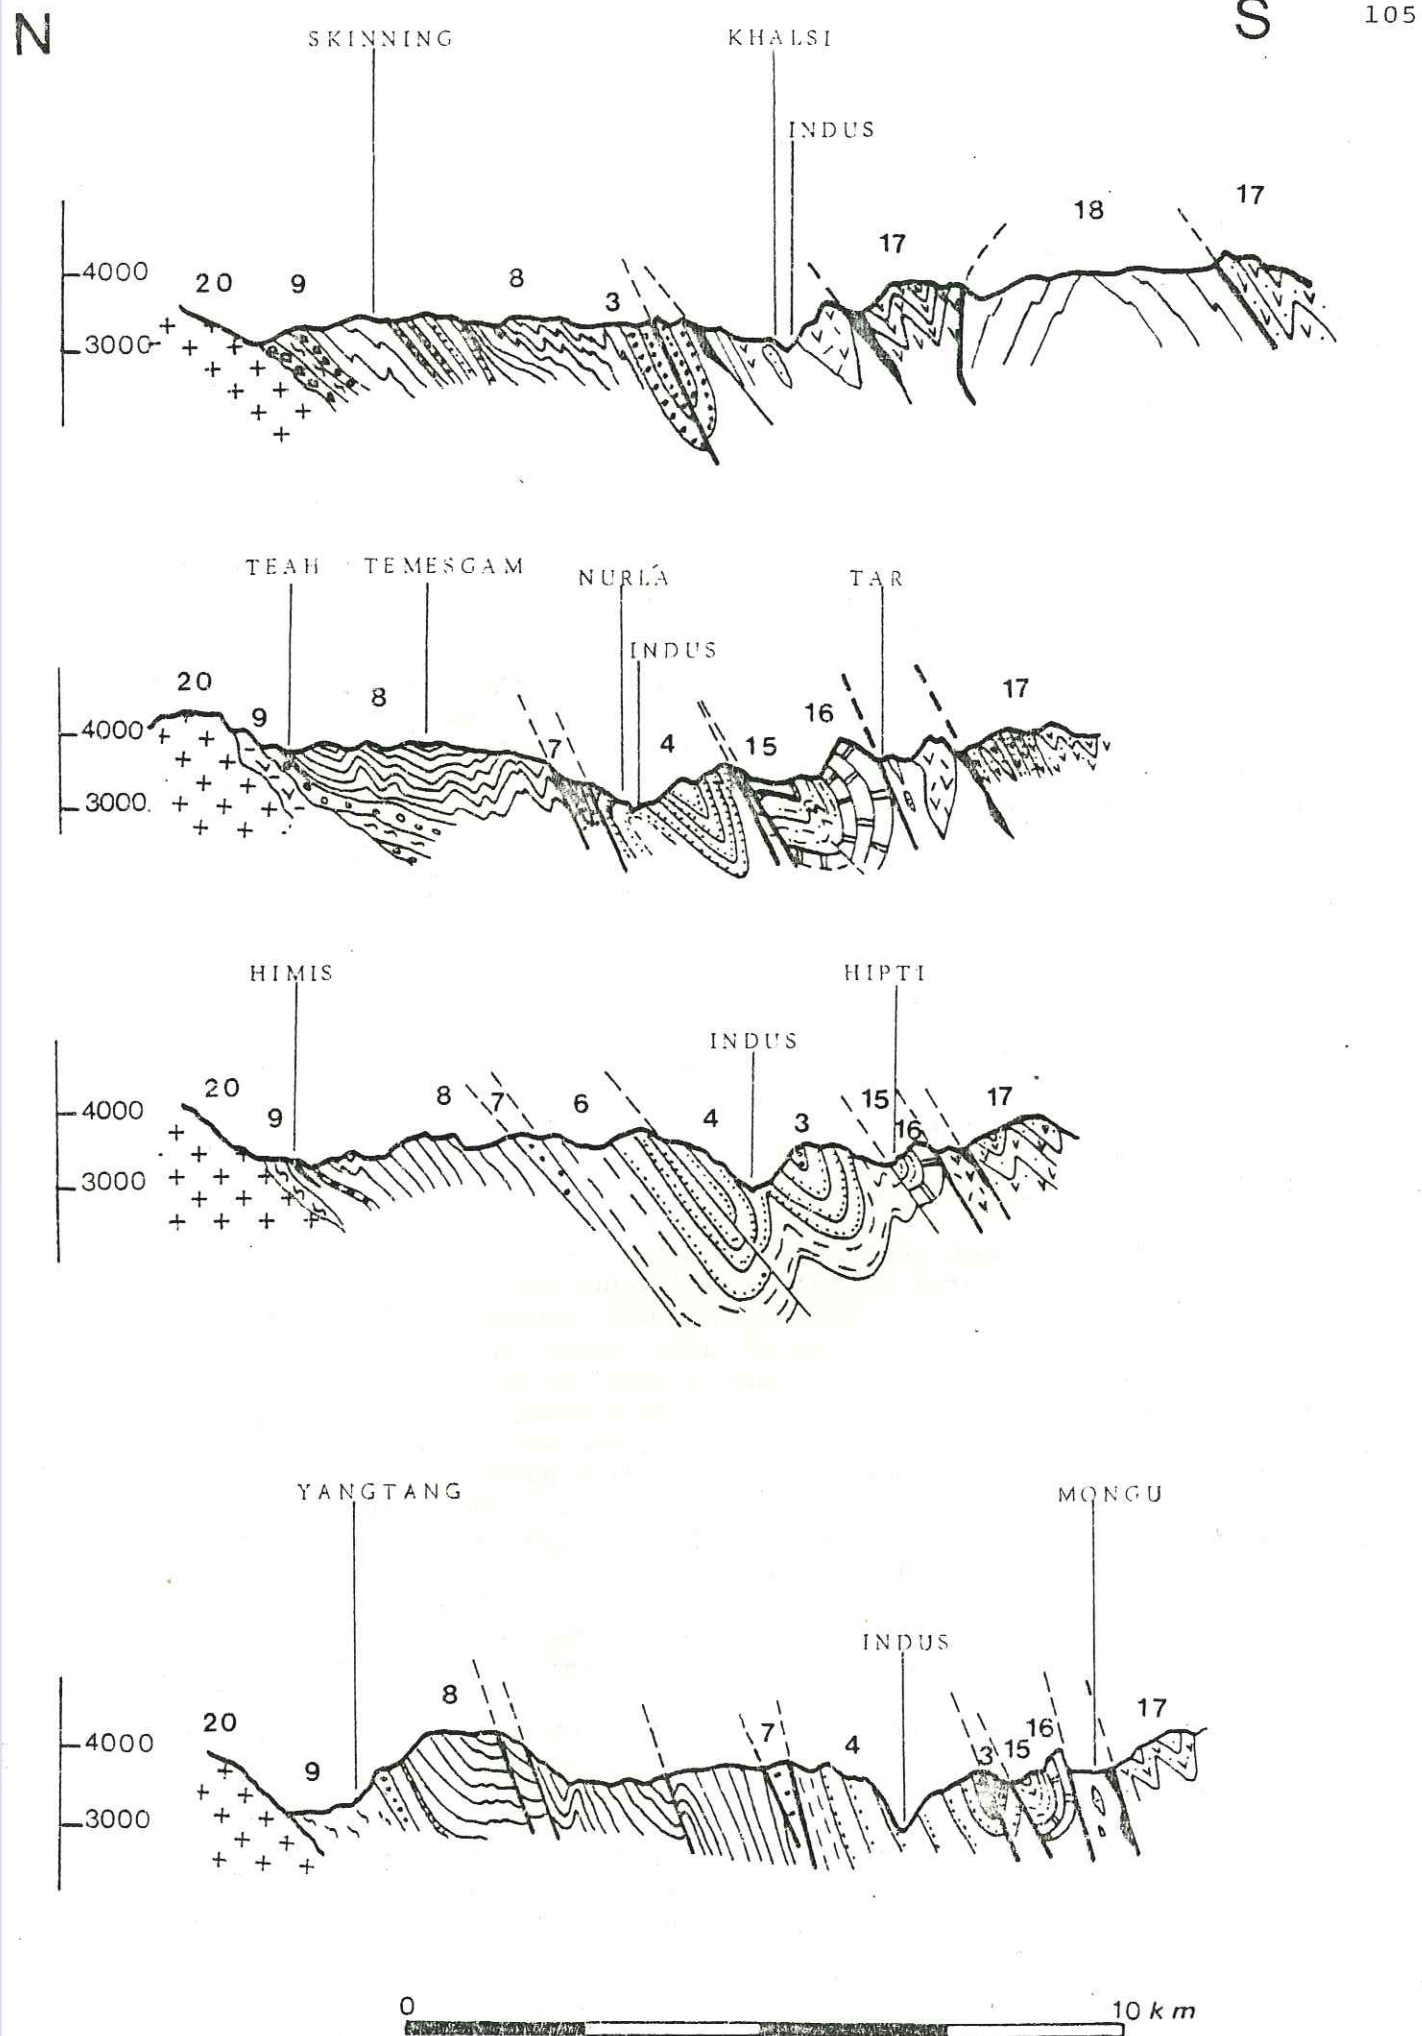 N S 105
SKINNING KHALSI
INDUS
17
18
17
4000 20 9 8 3
3000
TEAH TEMESGAM NURLA TAR
INDUS
20 9 8 16 17
4000 7 4 15
3000
HIMIS HIPTI
INDUS
20 9 8 7 6 4 3 15 16 17
4000
3000
YANGTANG MONGU
INDUS
20 9 8 7 4 3 15 16 17
4000
3000
0 10 km